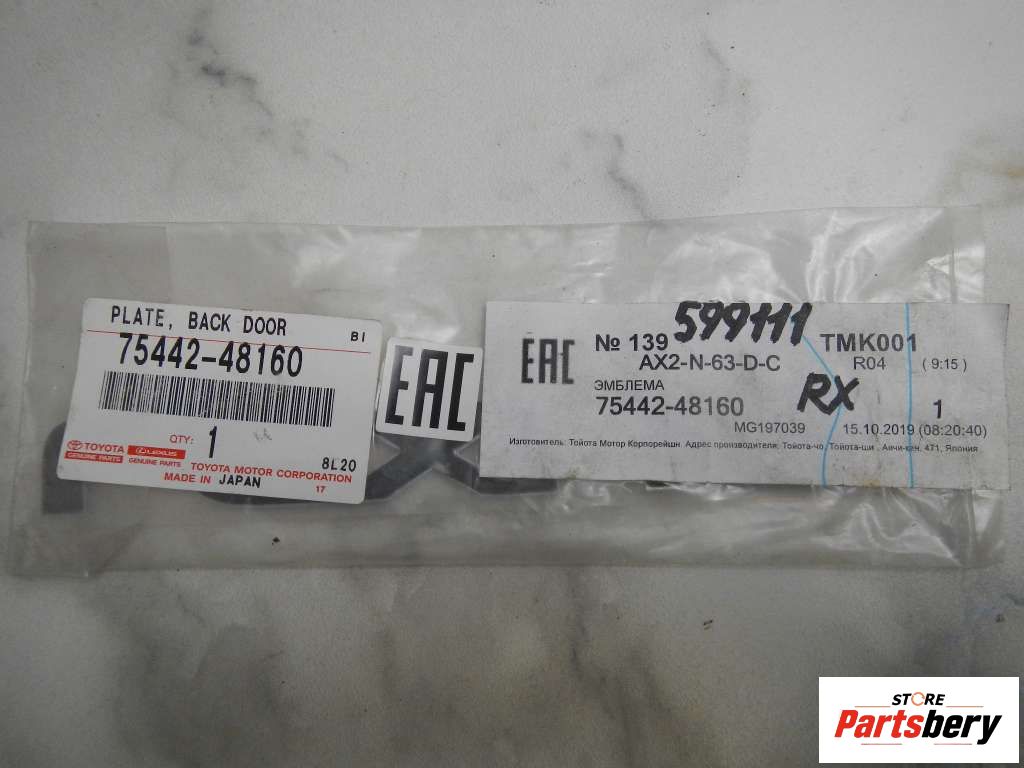 PLATE, BACK DOOR
BI
75442-48160
QTY: 1
TOYOTA
GENUINE PARTS
LEXUS
GENUINE PARTS
8L20
TOYOTA MOTOR CORPORATION
MADE IN JAPAN
17
EAC
EAC
№ 139
599111
TMK001
AX2-N-63-D-C
R04
( 9:15 )
ЭМБЛЕМА
RX
75442-48160
1
MG197039
15.10.2019 (08:20:40)
Изготовитель: Тойота Мотор Корпорейшн. Адрес производителя: Тойота-чо, Тойота-ши , Аичи-кен, 471, Япония
STORE
Partsbery